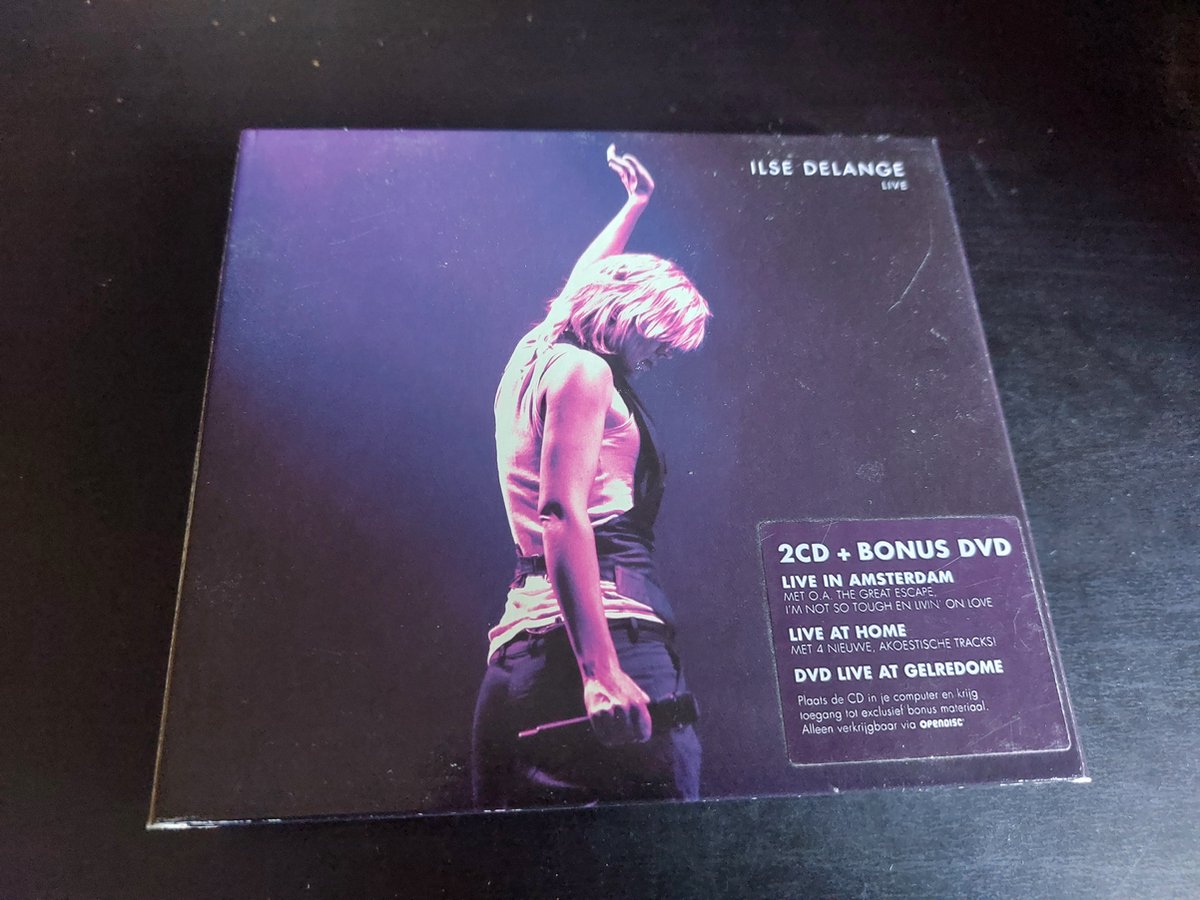 ILSE DELANGE
LIVE
2CD + BONUS DVD
LIVE IN AMSTERDAM
MET O.A. THE GREAT ESCAPE,
I'M NOT SO TOUGH EN LIVIN' ON LOVE
LIVE AT HOME
MET 4 NIEUWE, AKOESTISCHE TRACKS!
DVD LIVE AT GELREDOME
Plaats de CD in je computer en krijg
toegang tot exclusief bonus materiaal.
Alleen verkrijgbaar via OPENDISC